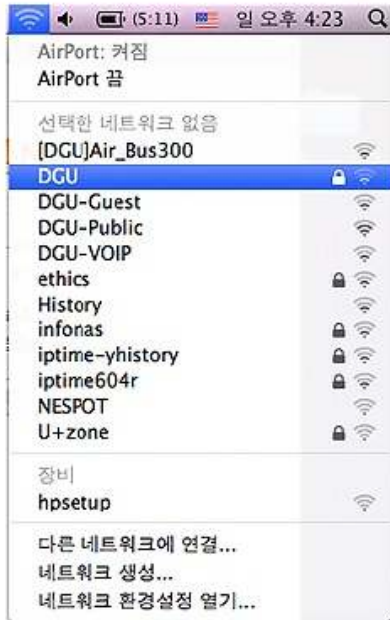 (5:11) 일 오후 4:23
AirPort: 켜짐
AirPort 끔
선택한 네트워크 없음
[DGU]Air_Bus300
DGU
DGU-Guest
DGU-Public
DGU-VOIP
ethics
History
infonas
iptime-yhistory
iptime604r
NESPOT
U+zone
장비
hpsetup
다른 네트워크에 연결...
네트워크 생성...
네트워크 환경설정 열기...